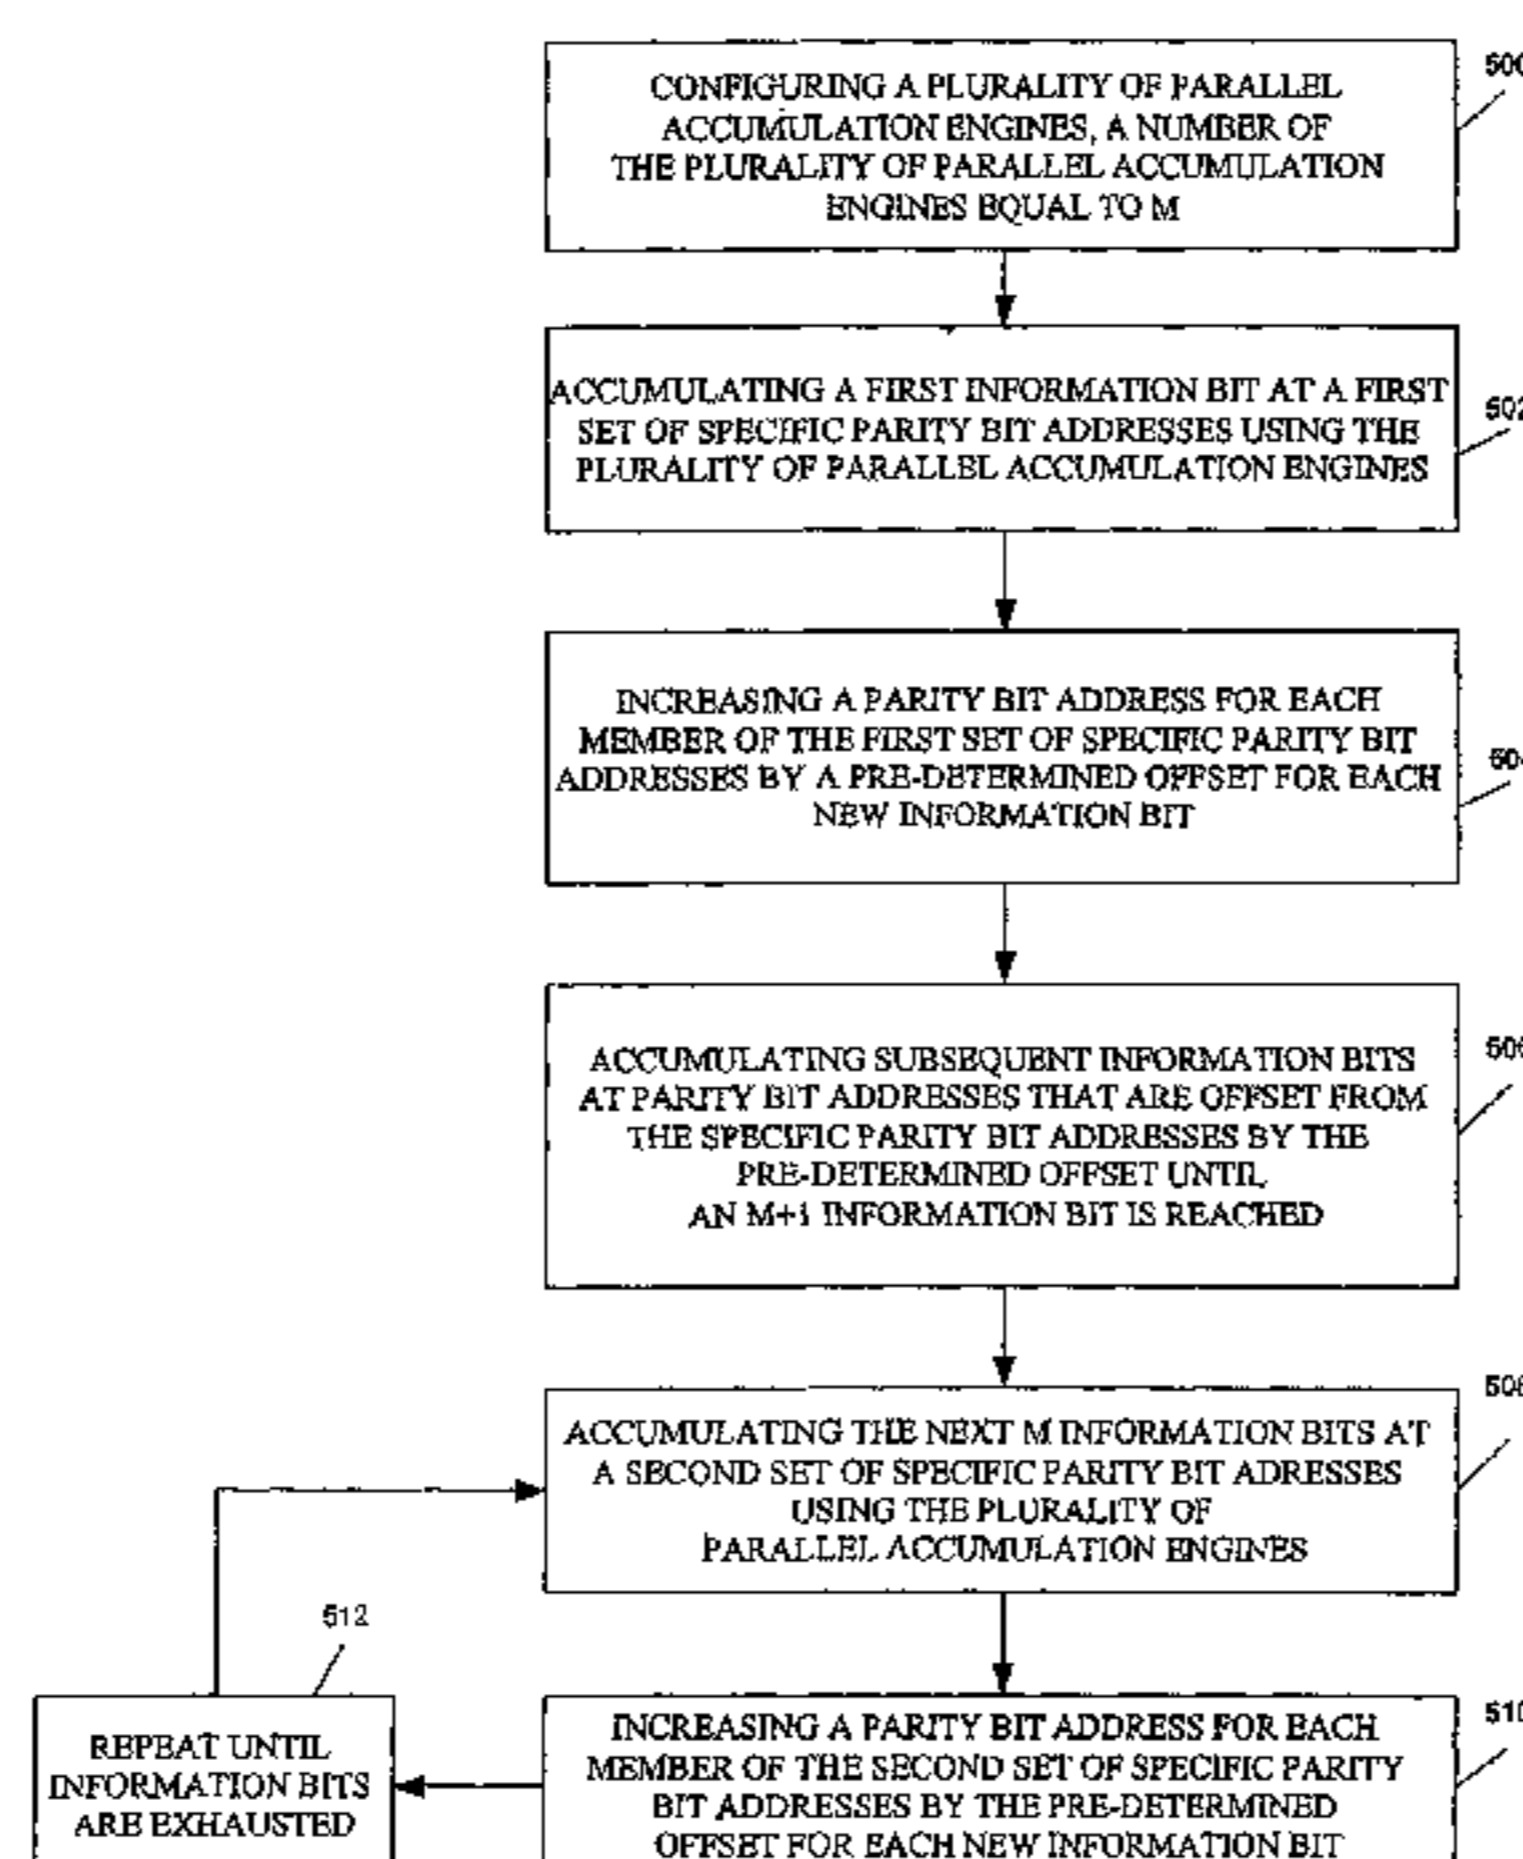 500
CONFIGURING A PLURALITY OF PARALLEL
ACCUMULATION ENGINES, A NUMBER OF
THE PLURALITY OF PARALLEL ACCUMULATION
ENGINES EQUAL TO M
502
ACCUMULATING A FIRST INFORMATION BIT AT A FIRST
SET OF SPECIFIC PARITY BIT ADDRESSES USING THE
PLURALITY OF PARALLEL ACCUMULATION ENGINES
504
INCREASING A PARITY BIT ADDRESS FOR EACH
MEMBER OF THE FIRST SET OF SPECIFIC PARITY BIT
ADDRESSES BY A PRE-DETERMINED OFFSET FOR EACH
NEW INFORMATION BIT
506
ACCUMULATING SUBSEQUENT INFORMATION BITS
AT PARITY BIT ADDRESSES THAT ARE OFFSET FROM
THE SPECIFIC PARITY BIT ADDRESSES BY THE
PRE-DETERMINED OFFSET UNTIL
AN M+1 INFORMATION BIT IS REACHED
508
ACCUMULATING THE NEXT M INFORMATION BITS AT
A SECOND SET OF SPECIFIC PARITY BIT ADRESSES
USING THE PLURALITY OF
PARALLEL ACCUMULATION ENGINES
512
REPEAT UNTIL
INFORMATION BITS
ARE EXHAUSTED
510
INCREASING A PARITY BIT ADDRESS FOR EACH
MEMBER OF THE SECOND SET OF SPECIFIC PARITY
BIT ADDRESSES BY THE PRE-DETERMINED
OFFSET FOR EACH NEW INFORMATION BIT